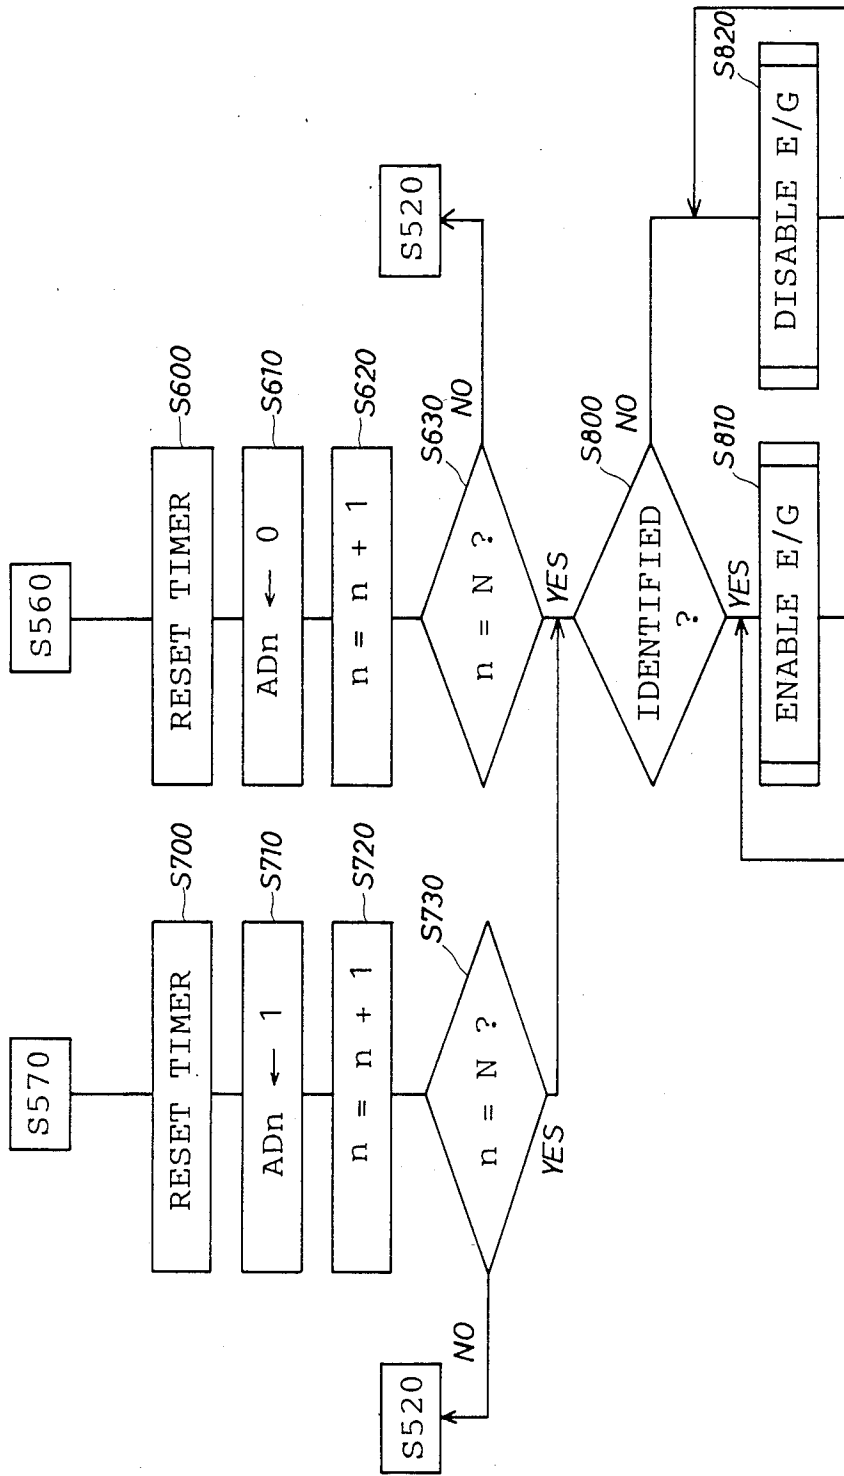 S570
RESET TIMER
S700
ADn ← 1
S710
n = n + 1
S720
n = N ?
S730
NO
S520
YES
S560
RESET TIMER
S600
ADn ← 0
S610
n = n + 1
S620
n = N ?
S630
NO
S520
YES
IDENTIFIED
?
S800
NO
YES
ENABLE E/G
S810
DISABLE E/G
S820